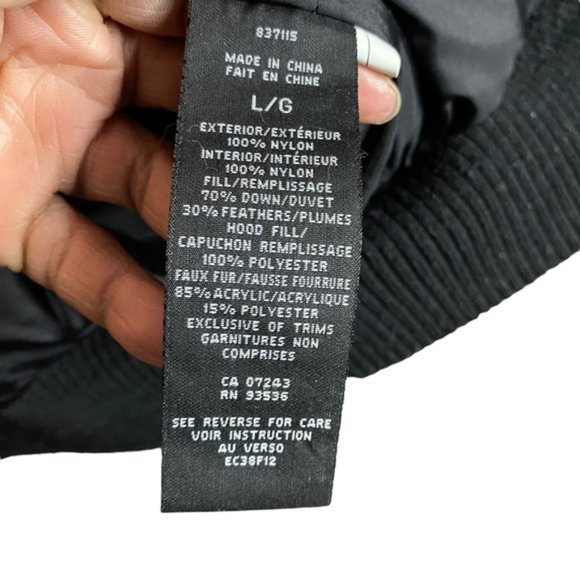 837115
MADE IN CHINA
FAIT EN CHINE
L/G
EXTERIOR/EXTÉRIEUR
100% NYLON
INTERIOR/INTÉRIEUR
100% NYLON
FILL/REMPLISSAGE
70% DOWN/DUVET
30% FEATHERS/PLUMES
HOOD FILL/
CAPUCHON REMPLISSAGE
100% POLYESTER
FAUX FUR/FAUSSE FOURRURE
85% ACRYLIC/ACRYLIQUE
15% POLYESTER
EXCLUSIVE OF TRIMS
GARNITURES NON
COMPRISES
CA 07243
RN 93536
SEE REVERSE FOR CARE
VOIR INSTRUCTION
AU VERSO
EC38F12